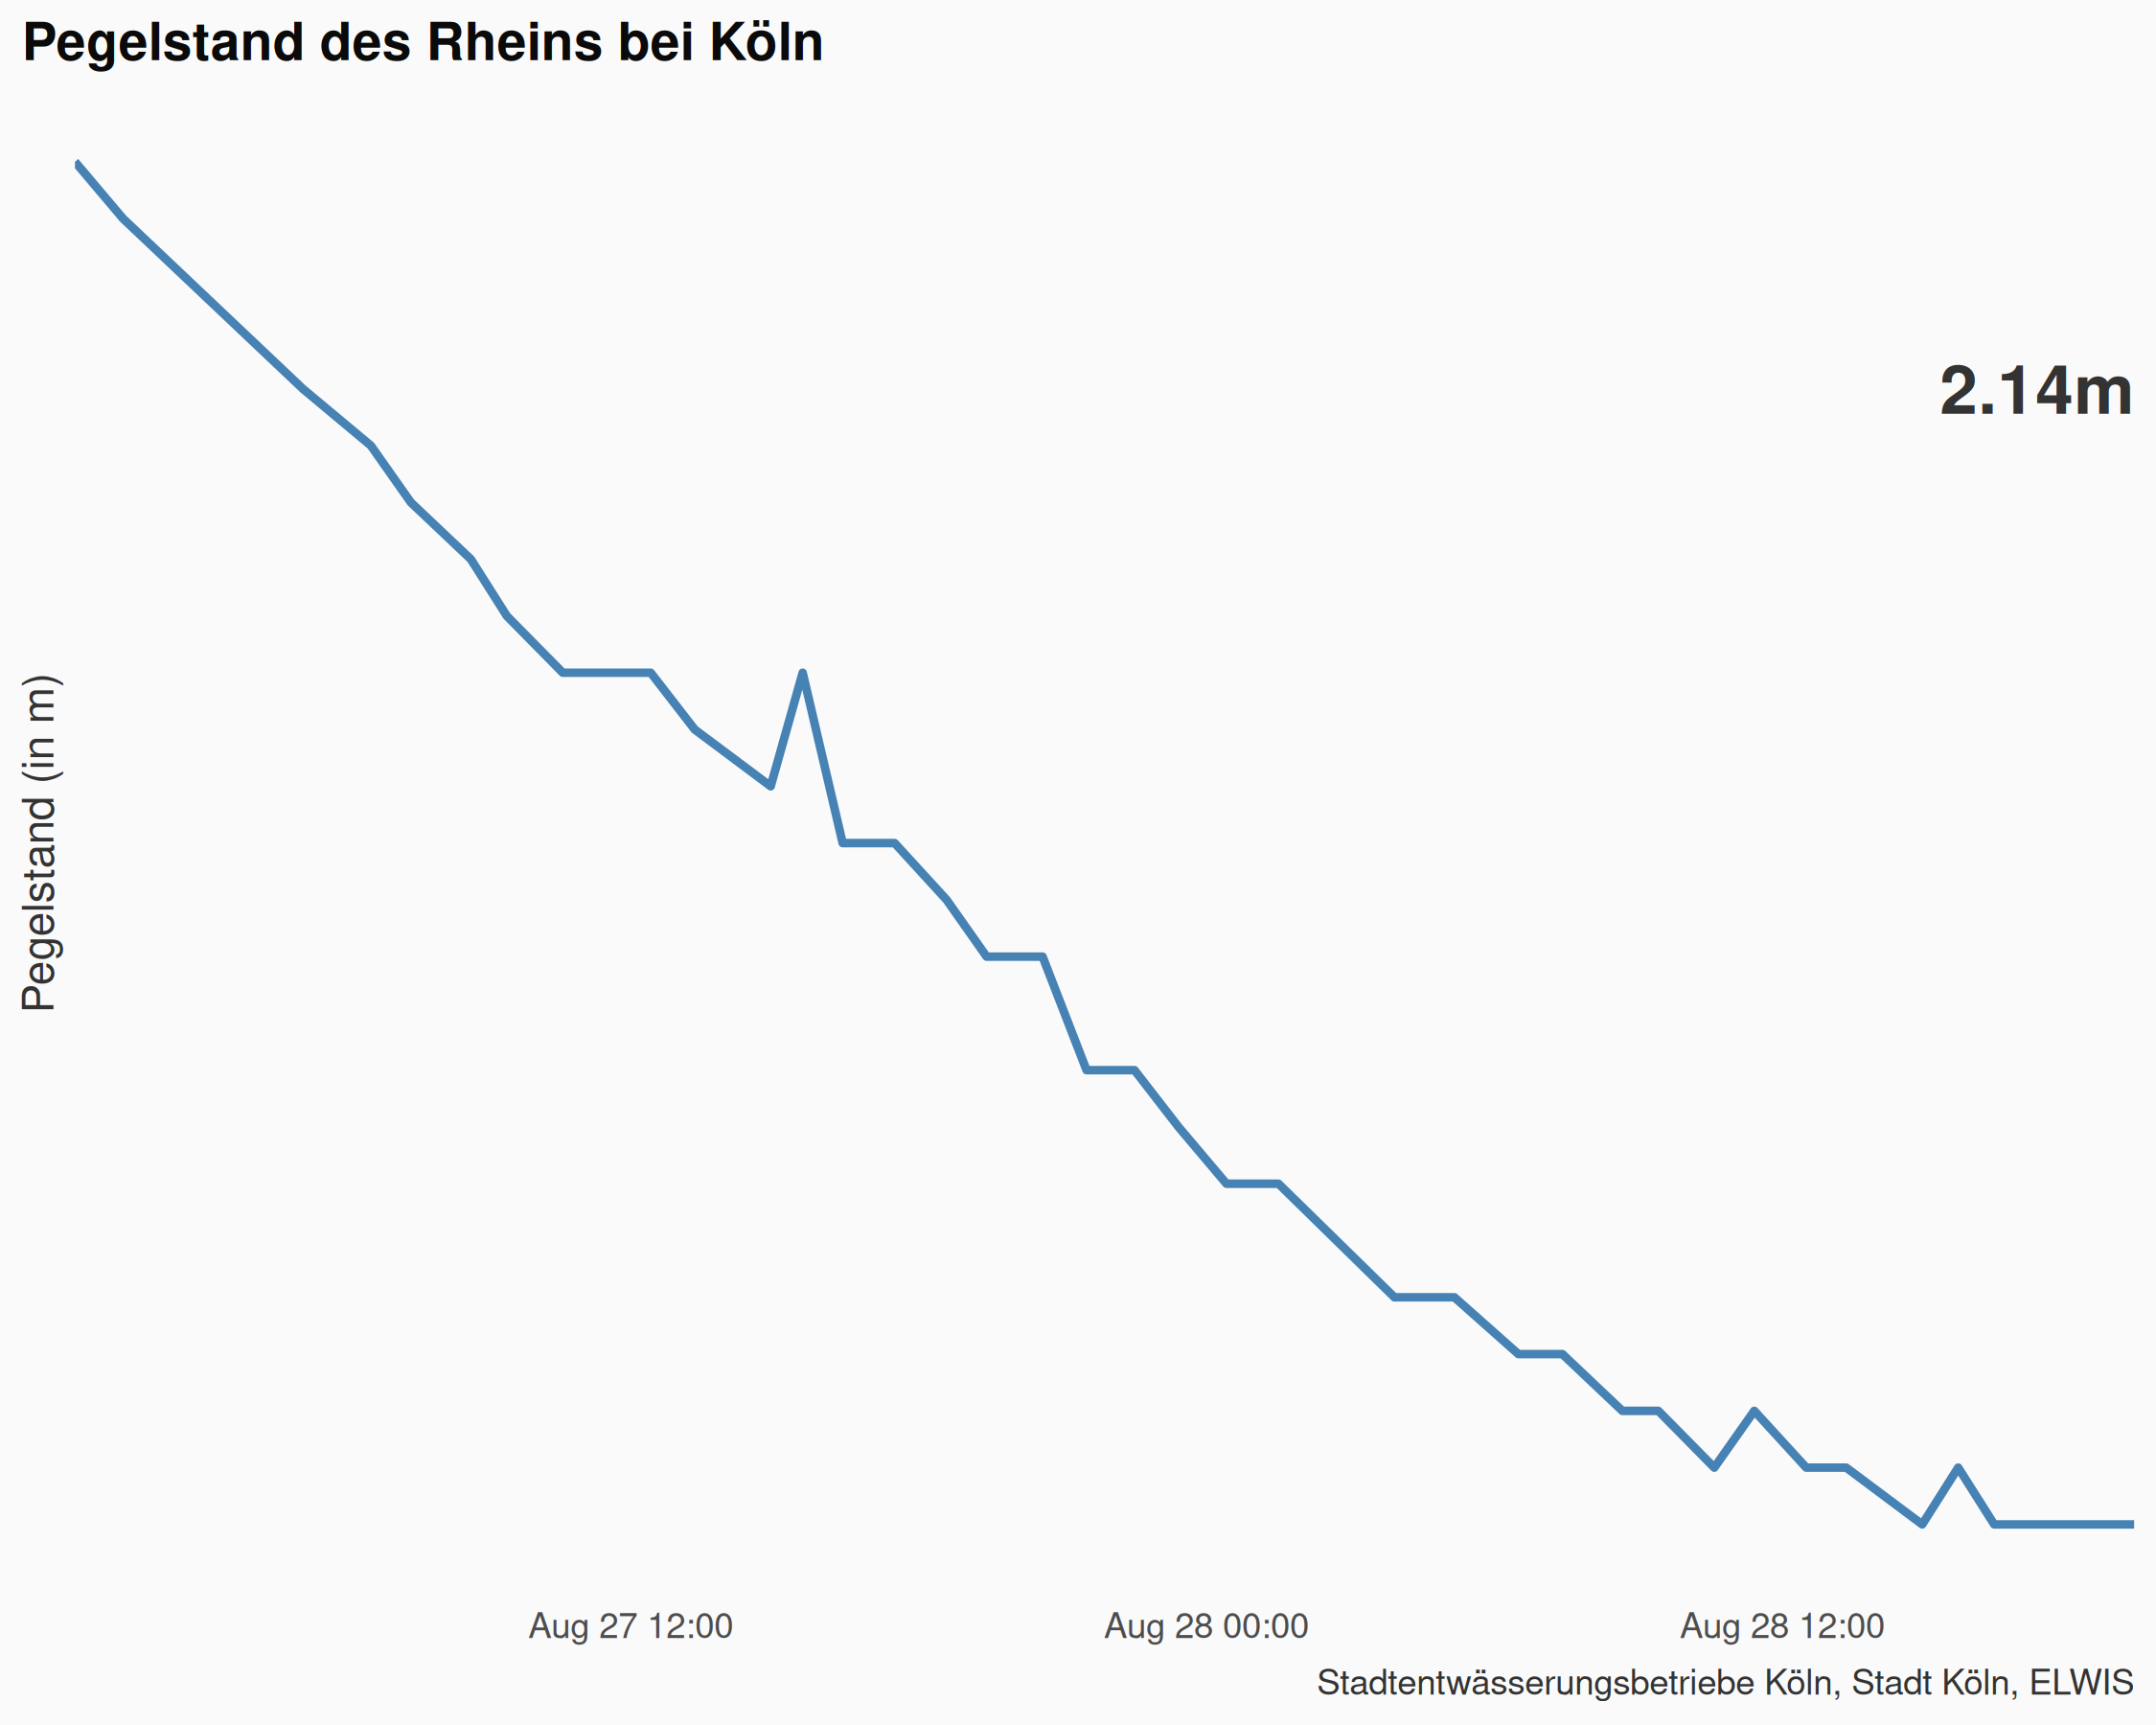 Pegelstand des Rheins bei Köln
2.14m
Pegelstand (in m)
Aug 27 12:00
Aug 28 00:00
Aug 28 12:00
Stadtentwässerungsbetriebe Köln, Stadt Köln, ELWIS